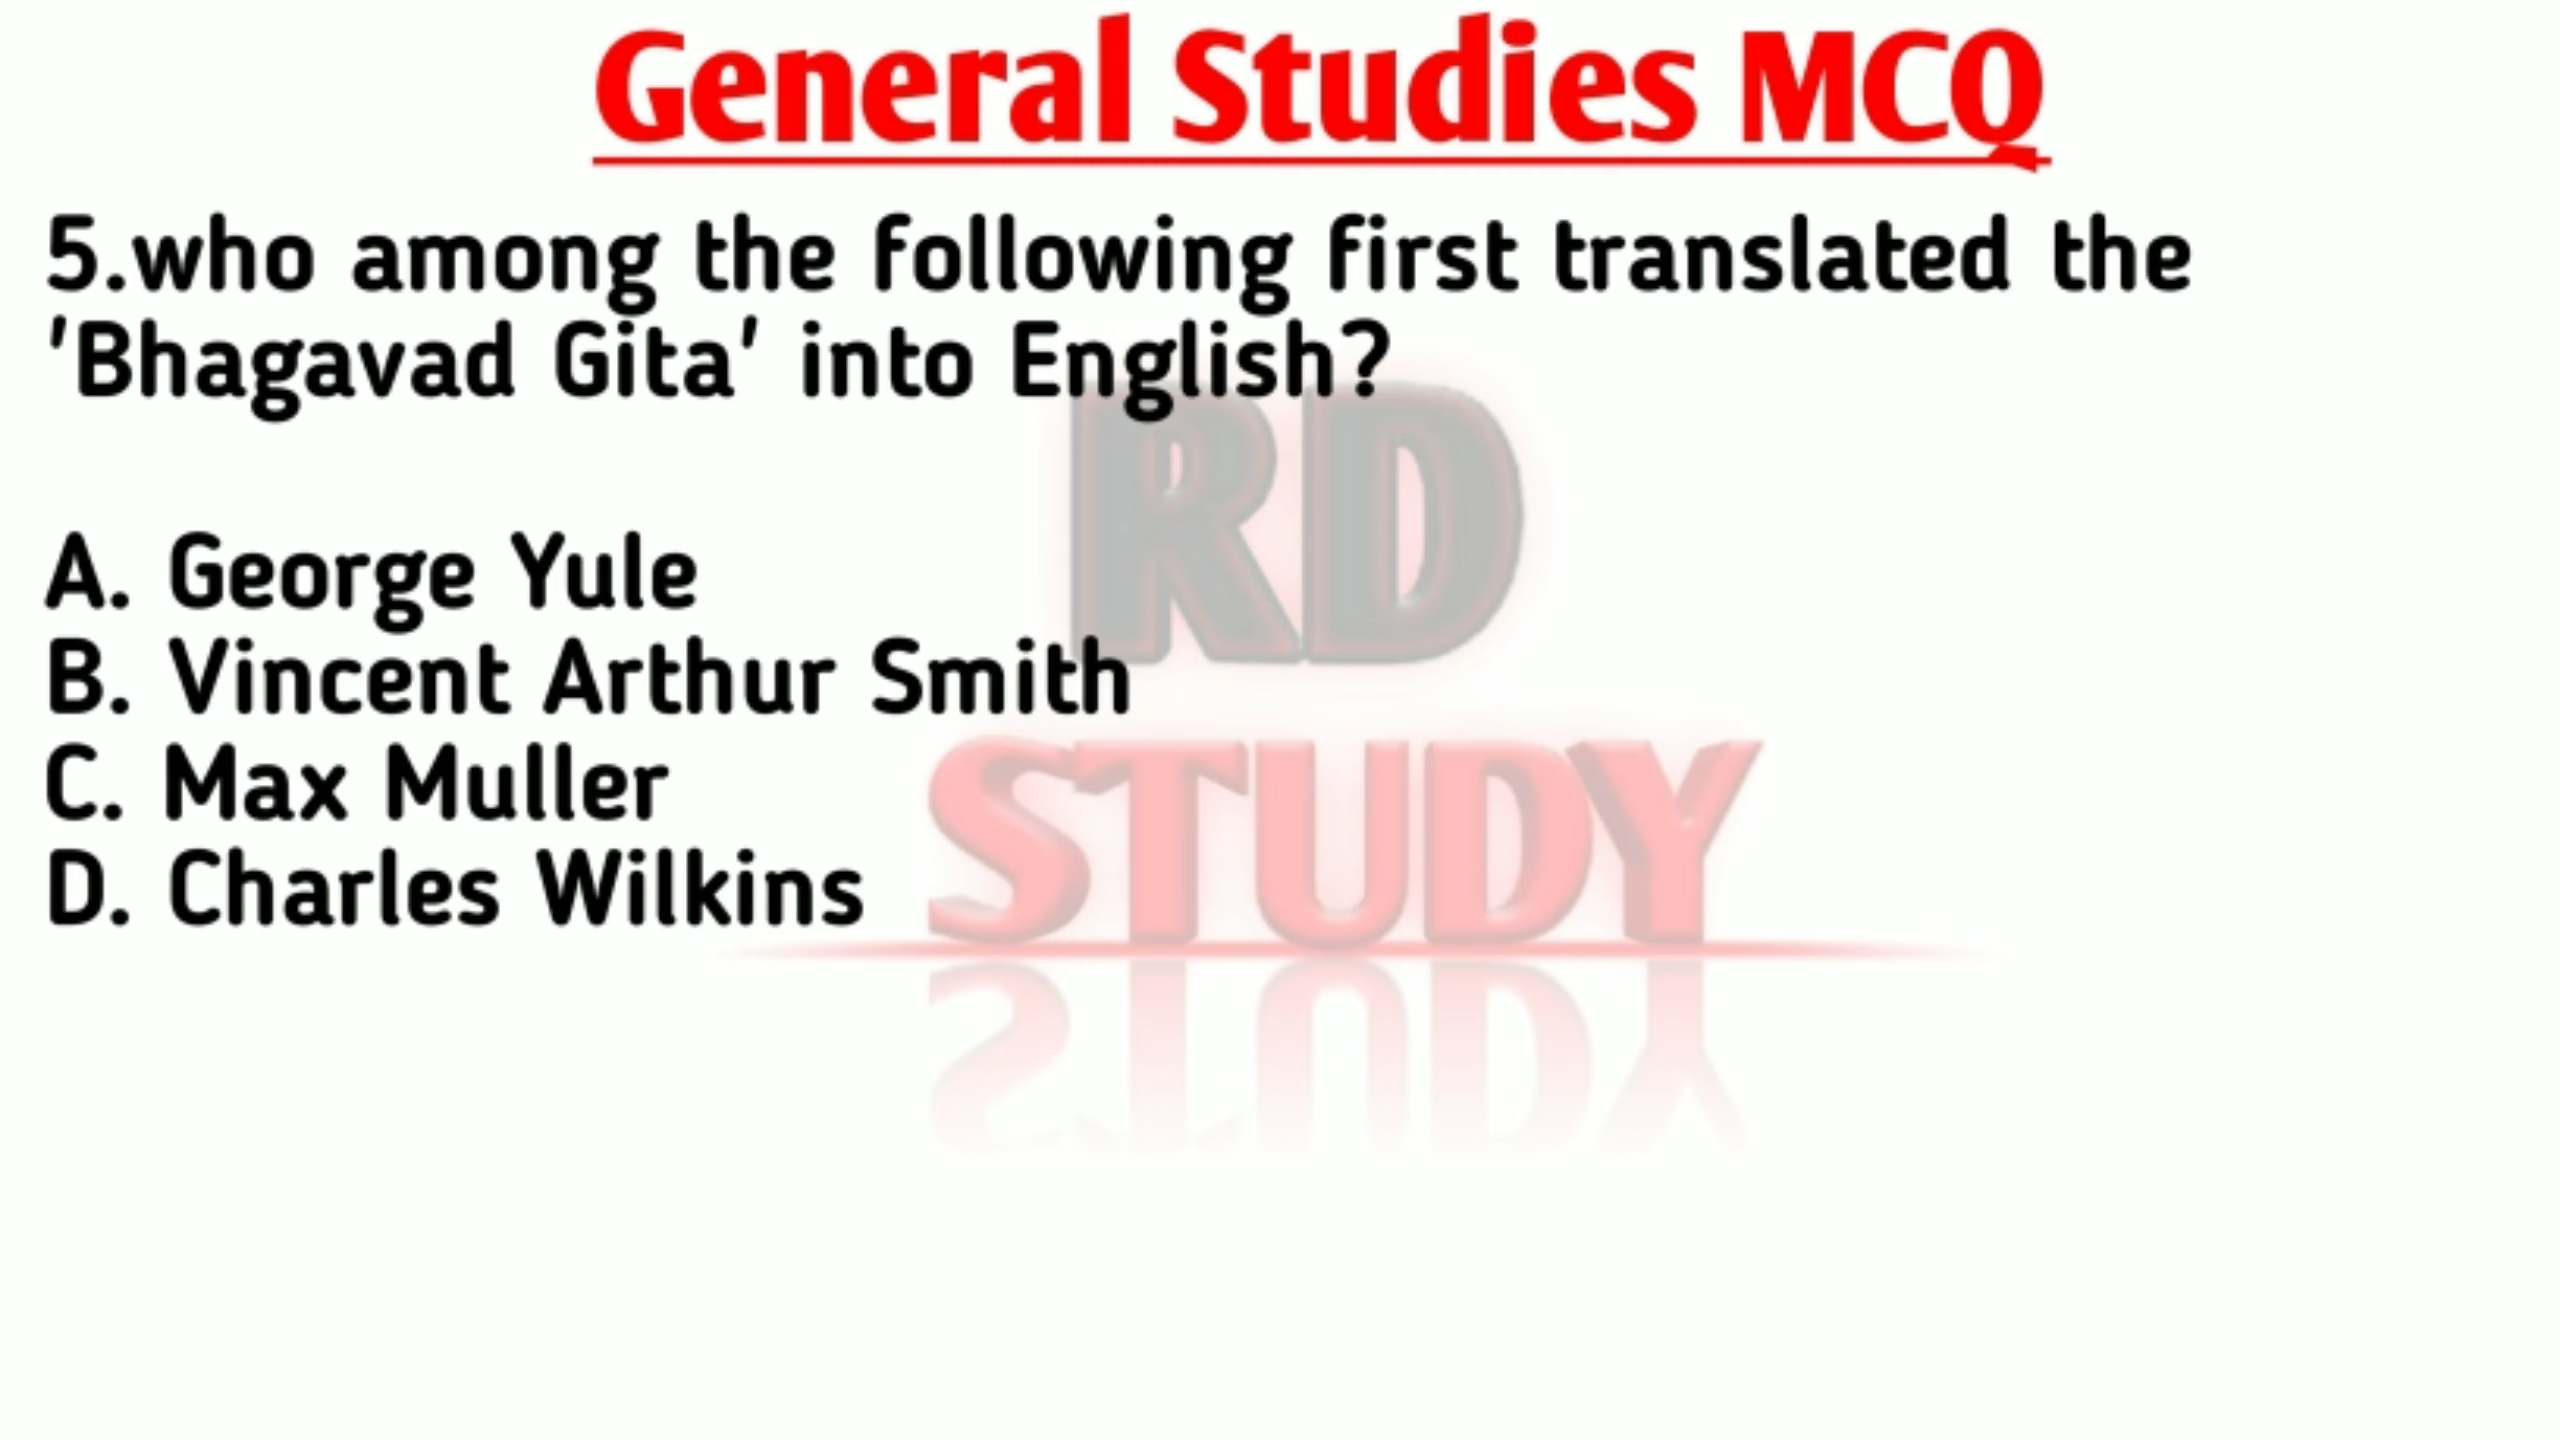 General Studies MCQ
5.who among the following first translated the
'Bhagavad Gita' into English?
A. George Yule
B. Vincent Arthur Smith
C. Max Muller
D. Charles Wilkins
RD
STUDY